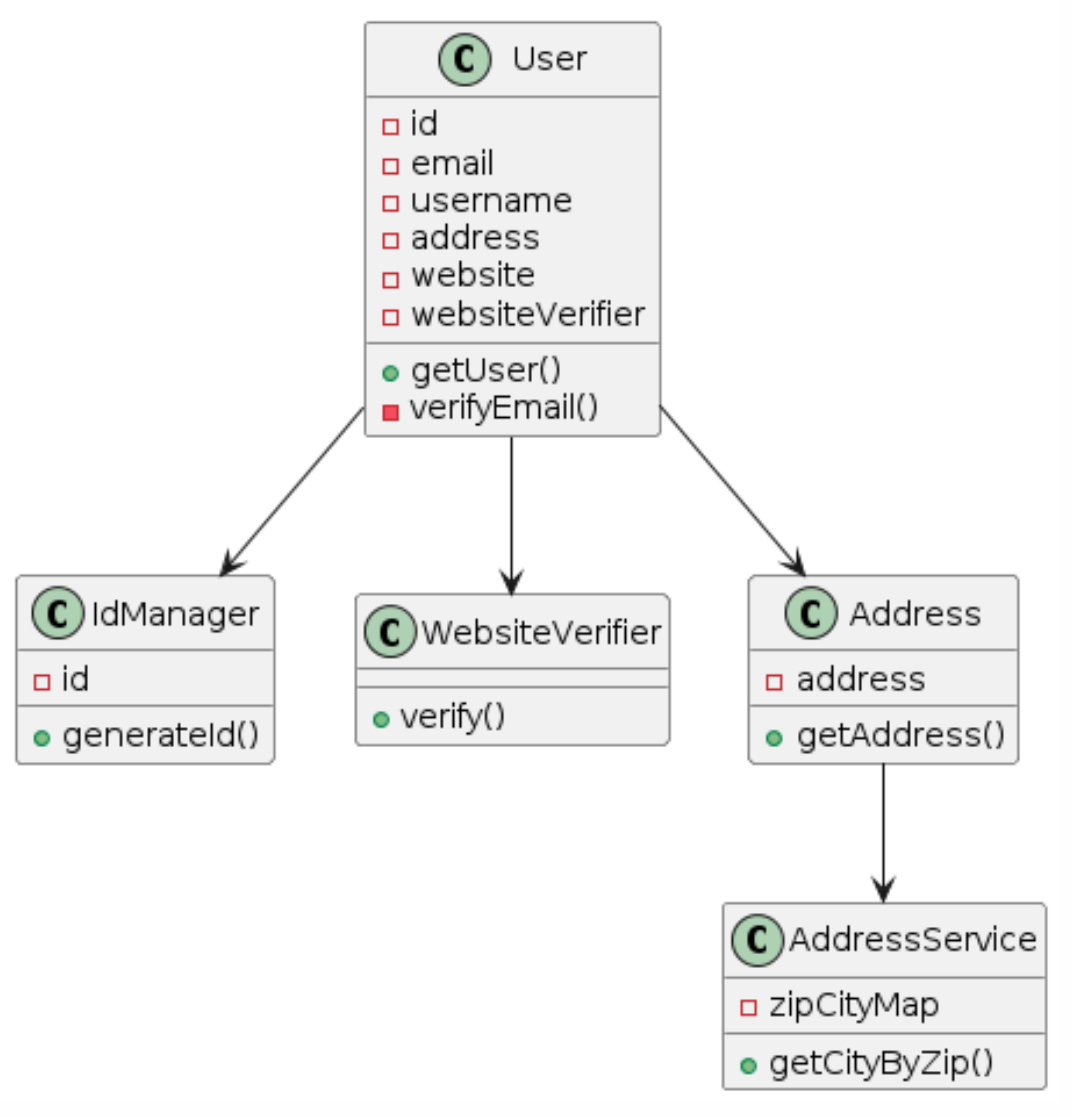 C User
id
email
username
address
website
websiteVerifier
getUser()
verifyEmail()
C IdManager
id
generateId()
C WebsiteVerifier
verify()
C Address
address
getAddress()
C AddressService
zipCityMap
getCityByZip()